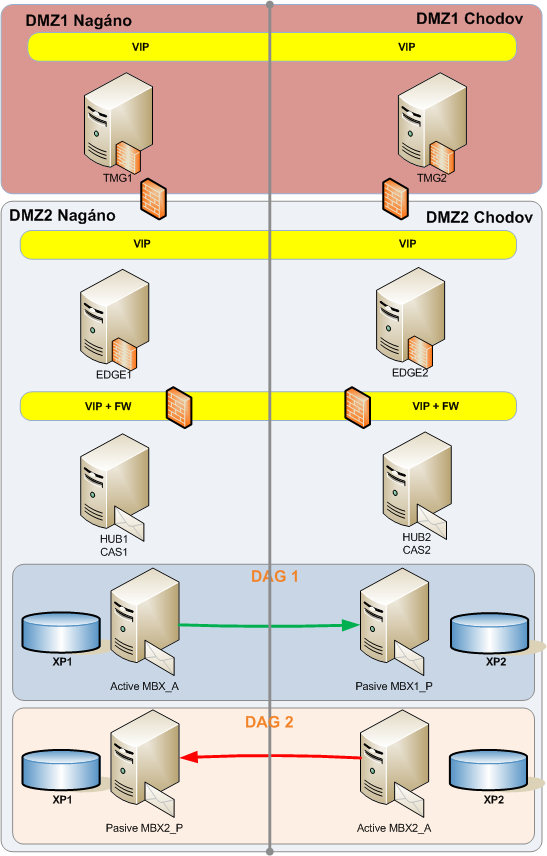 DMZ1 Nagáno
DMZ1 Chodov
VIP
VIP
TMG1
TMG2
DMZ2 Nagáno
DMZ2 Chodov
VIP
VIP
EDGE1
EDGE2
VIP + FW
VIP + FW
HUB1
CAS1
HUB2
CAS2
DAG 1
XP1
XP2
Active MBX_A
Pasive MBX1_P
DAG 2
XP1
XP2
Pasive MBX2_P
Active MBX2_A